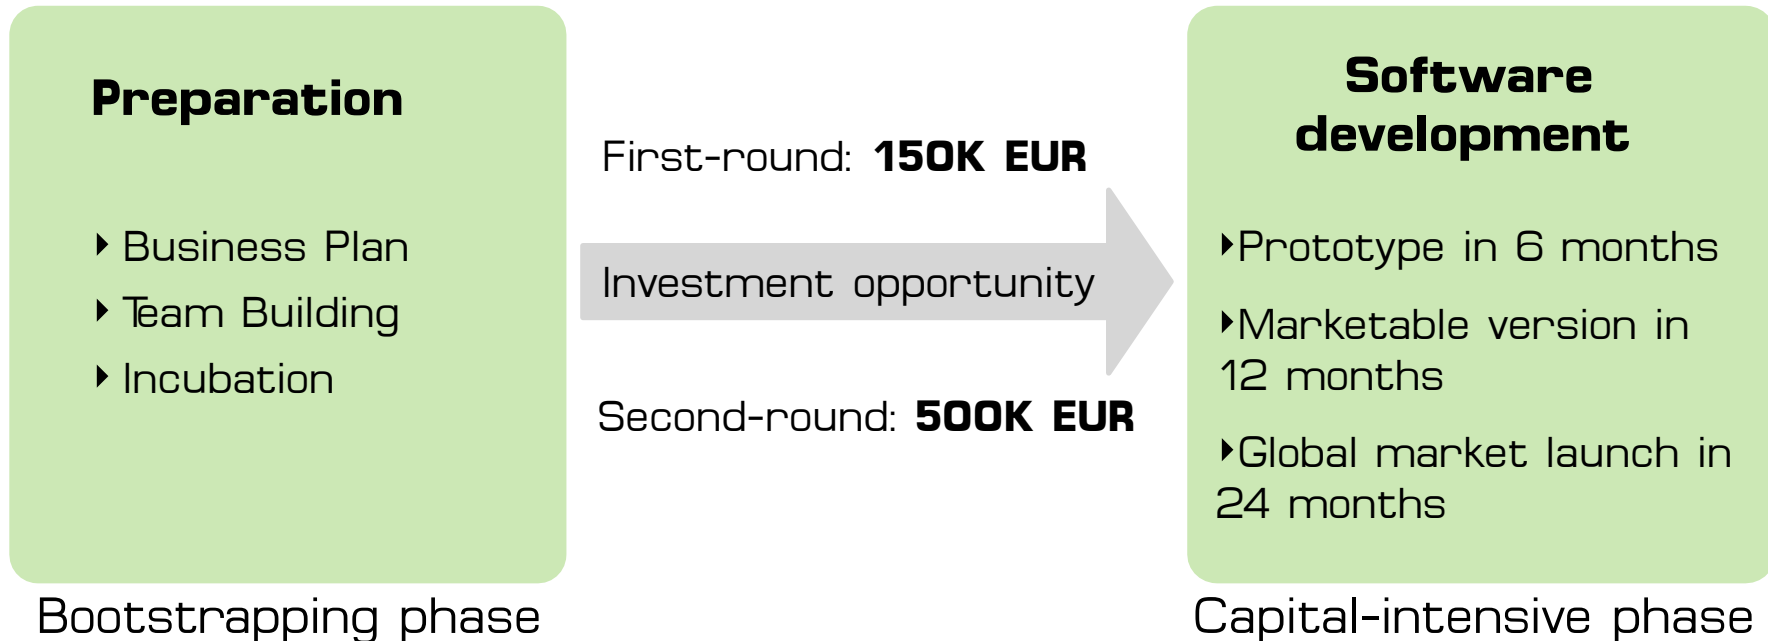 Preparation
‣ Business Plan
‣ Team Building
‣ Incubation
Bootstrapping phase
First-round: 150K EUR
Investment opportunity
Second-round: 500K EUR
Software
development
‣Prototype in 6 months
‣Marketable version in
12 months
‣Global market launch in
24 months
Capital-intensive phase